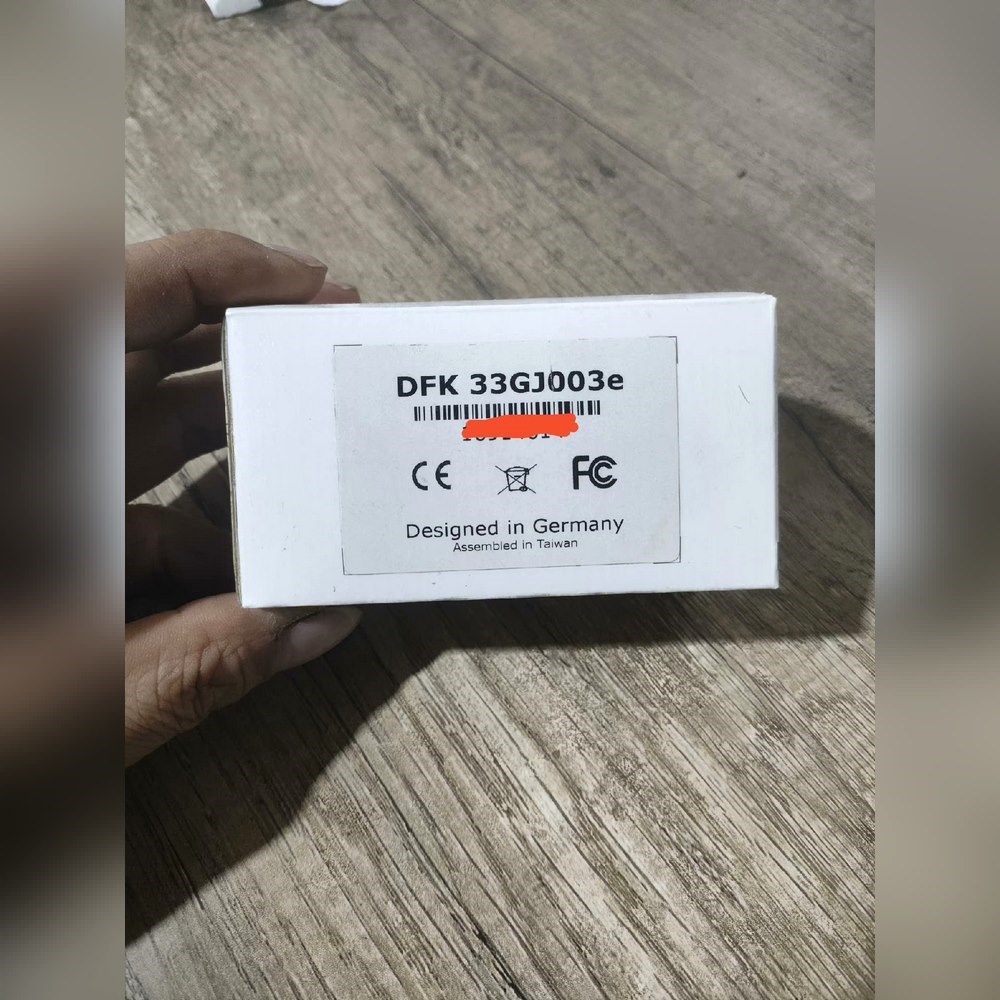 DFK 33GJ003e
CE FC
Designed in Germany
Assembled in Taiwan